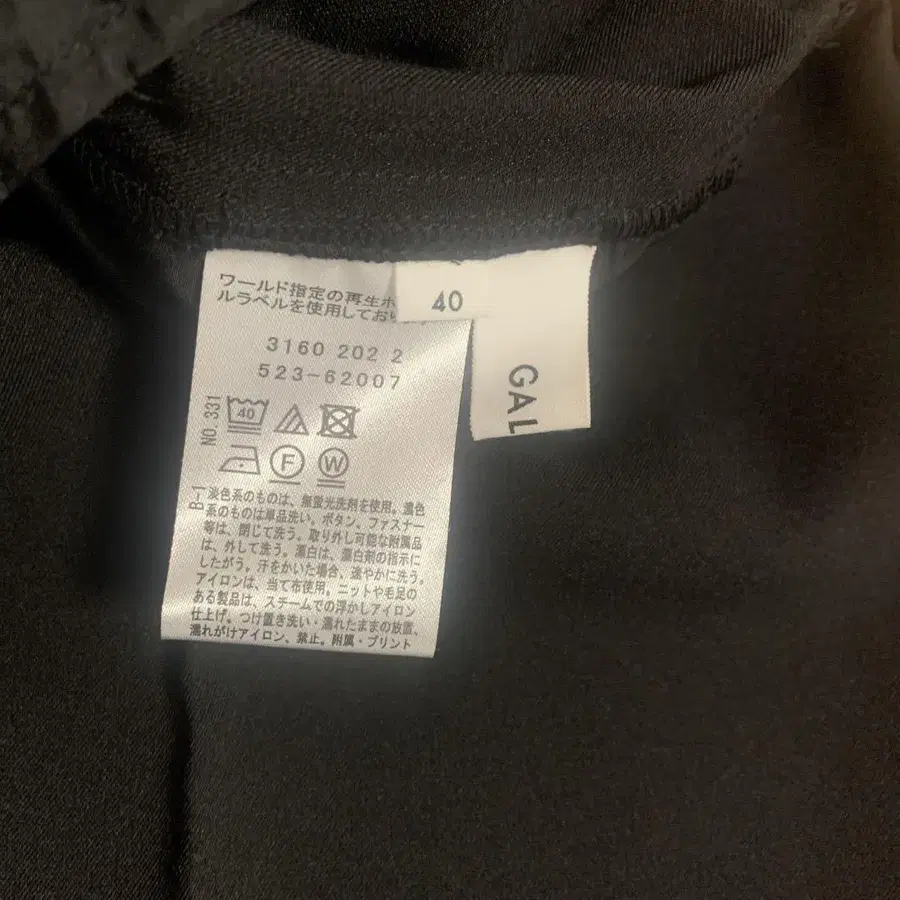 ワールド指定の再生ポ
ルラベルを使用しており
40
GAL
3160 202 2
523-62007
NO.331
40
F
W
B-1
淡色系のものは、無蛍光洗剤を使用。濃色
系のものは単品洗い。ボタン、ファスナー
等は、閉じて洗う。取り外し可能な附属品
は、外して洗う。漂白は、漂白剤の指示に
したがう。汗をかいた場合、速やかに洗う。
アイロンは、当て布使用。ニットや毛足の
ある製品は、スチームでの浮かしアイロン
仕上げ。つけ置き洗い・濡れたままの放置、
濡れがけアイロン、禁止。附属・プリント